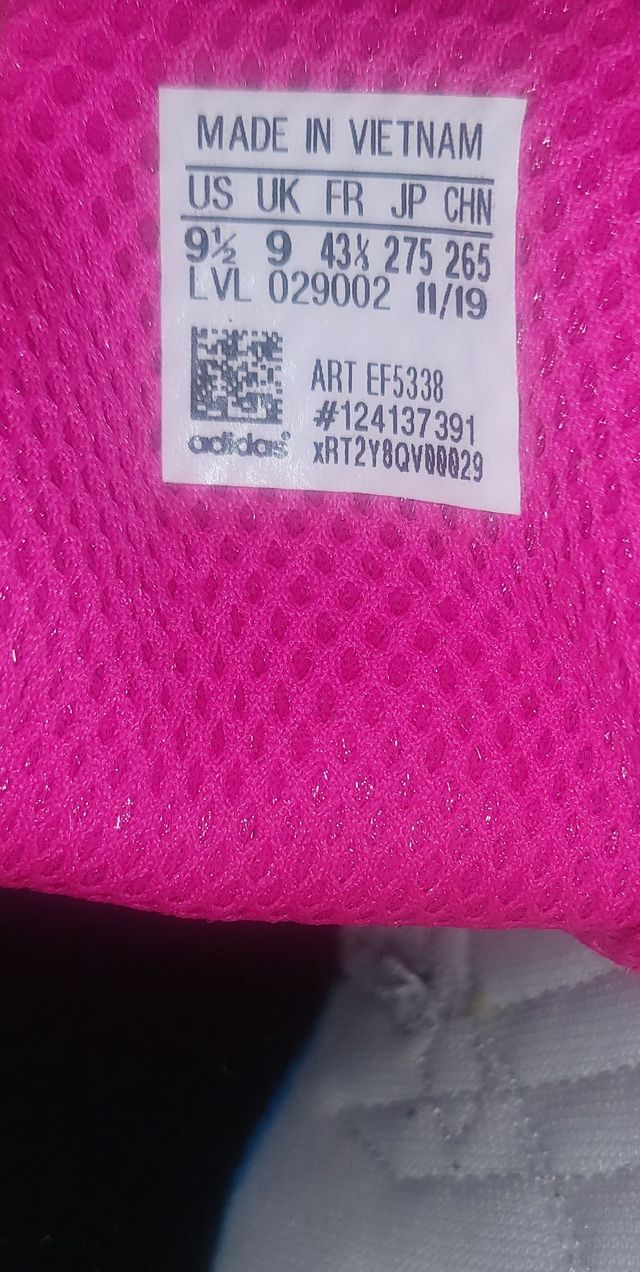 MADE IN VIETNAM
US UK FR JP CHN
9½ 9 43⅓ 275 265
LVL 029002 11/19
ART EF5338
#124137391
adidas xRT2Y8QV00029